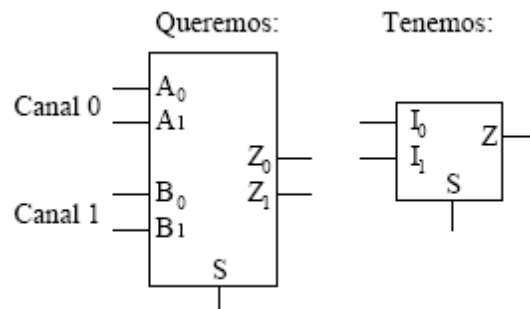 Queremos:
Tenemos:
Canal 0
A0
A1
Canal 1
B0
B1
Z0
Z1
S
I0
I1
Z
S